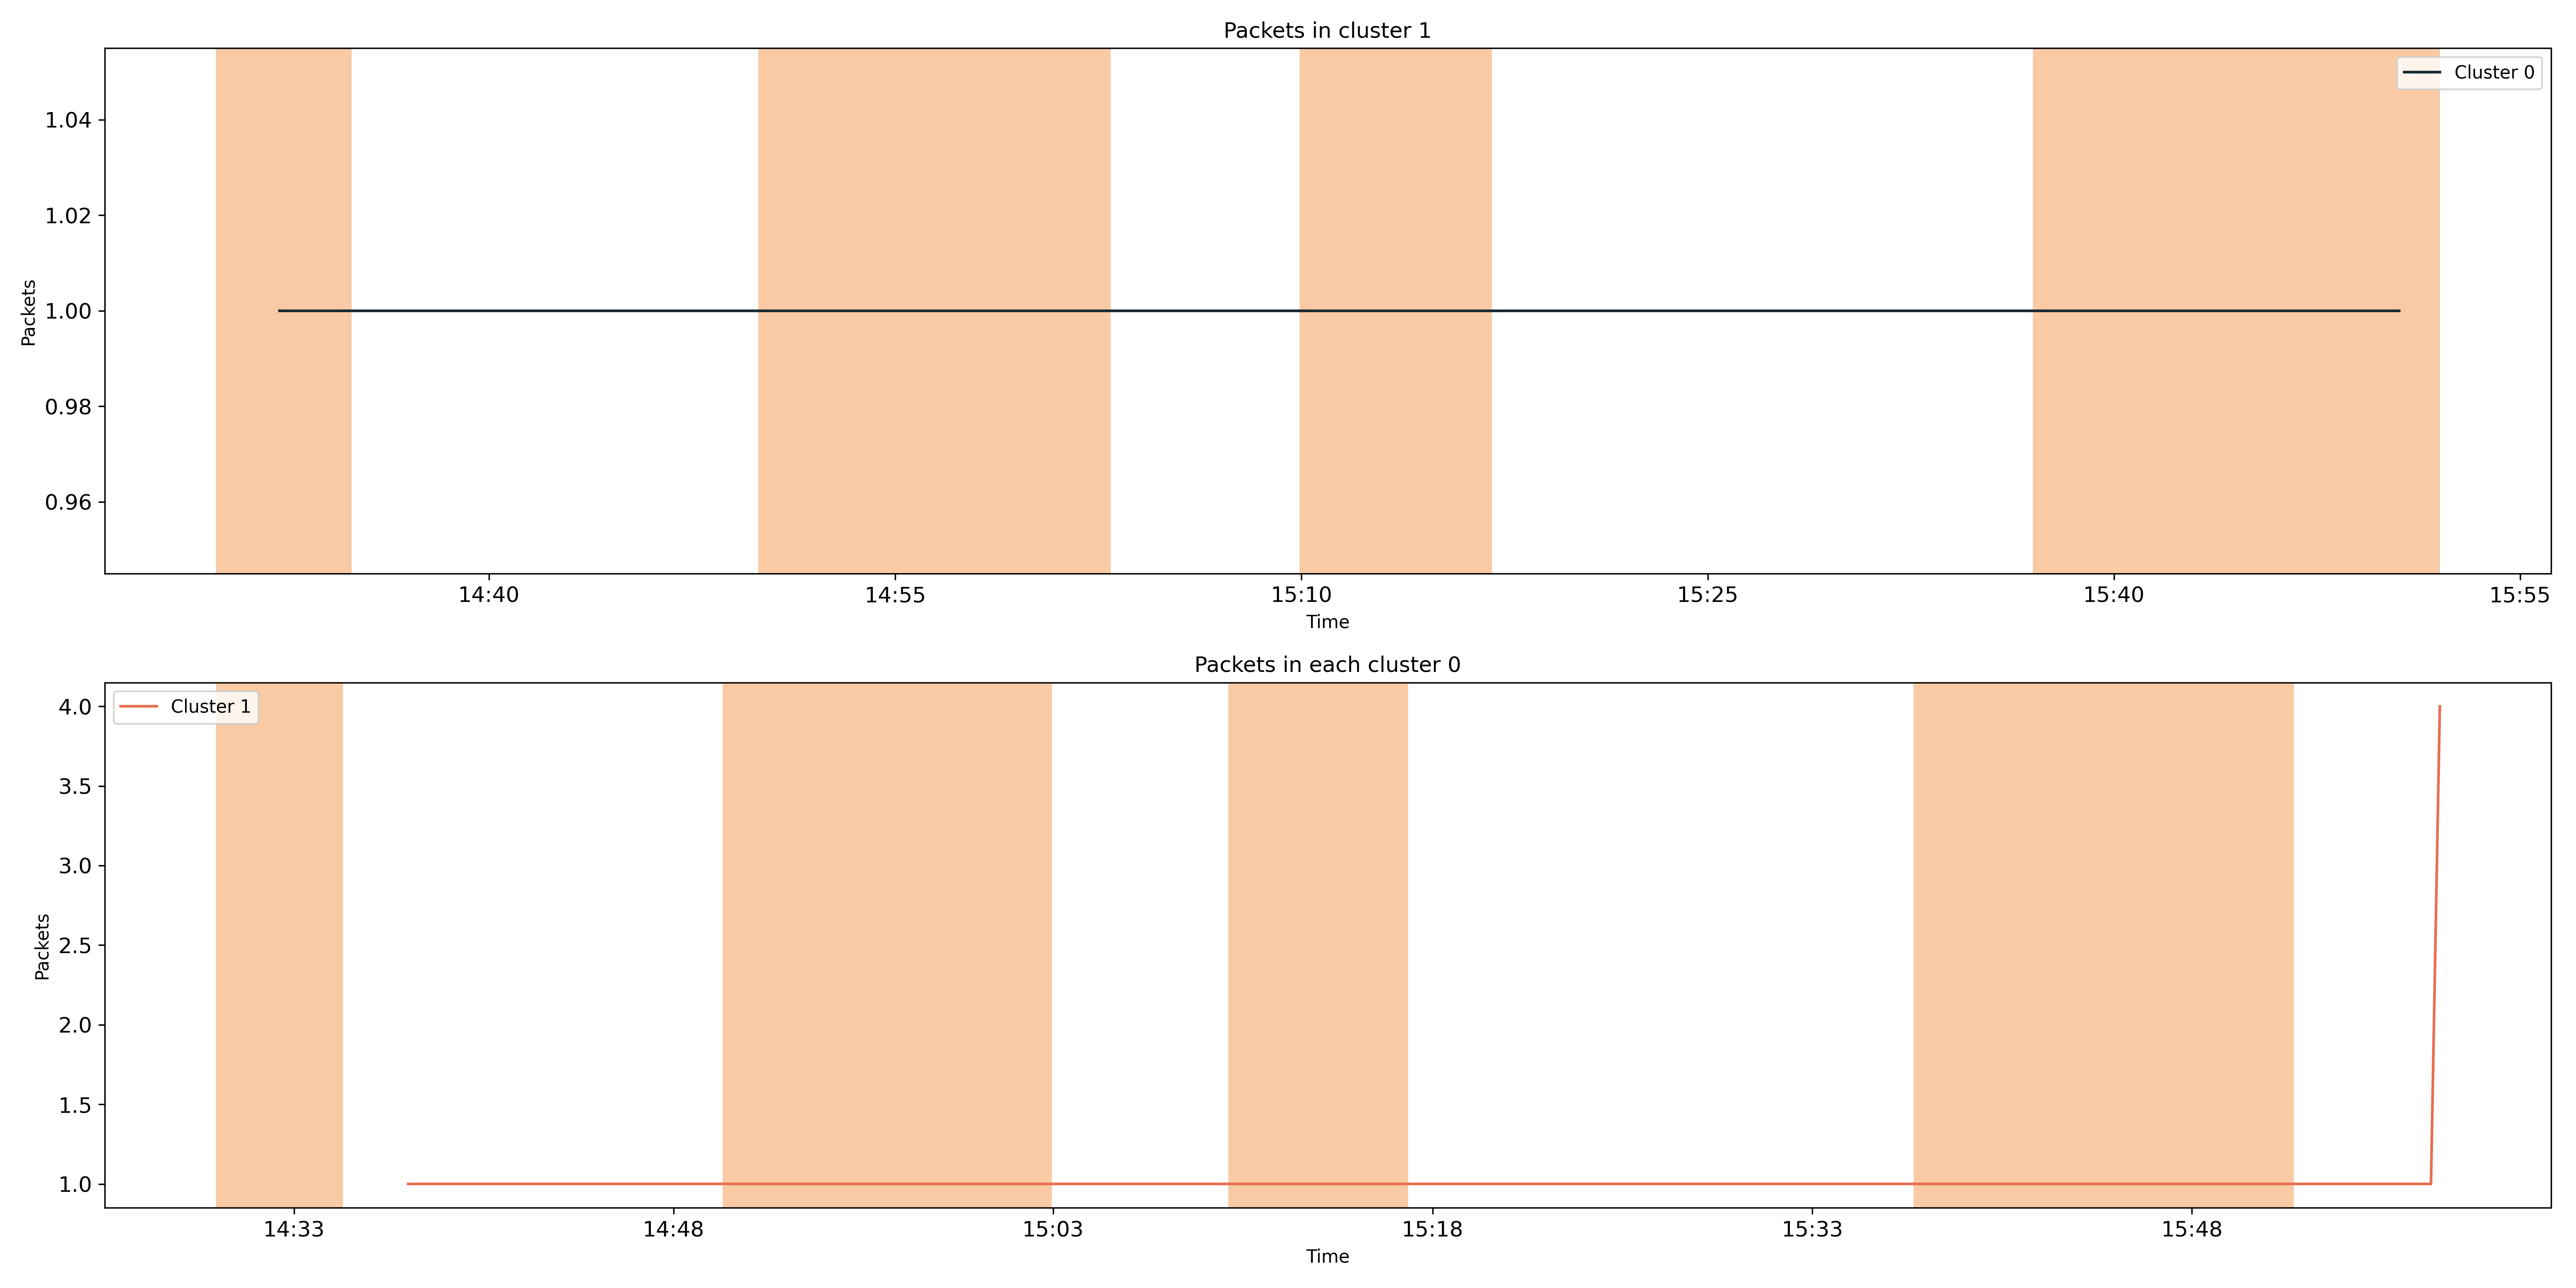 Packets in cluster 1
Cluster 0
1.04
1.02
1.00
0.98
0.96
Packets
14:40 14:55 15:10 15:25 15:40 15:55
Time
Packets in each cluster 0
Cluster 1
4.0
3.5
3.0
2.5
2.0
1.5
1.0
Packets
14:33 14:48 15:03 15:18 15:33 15:48
Time